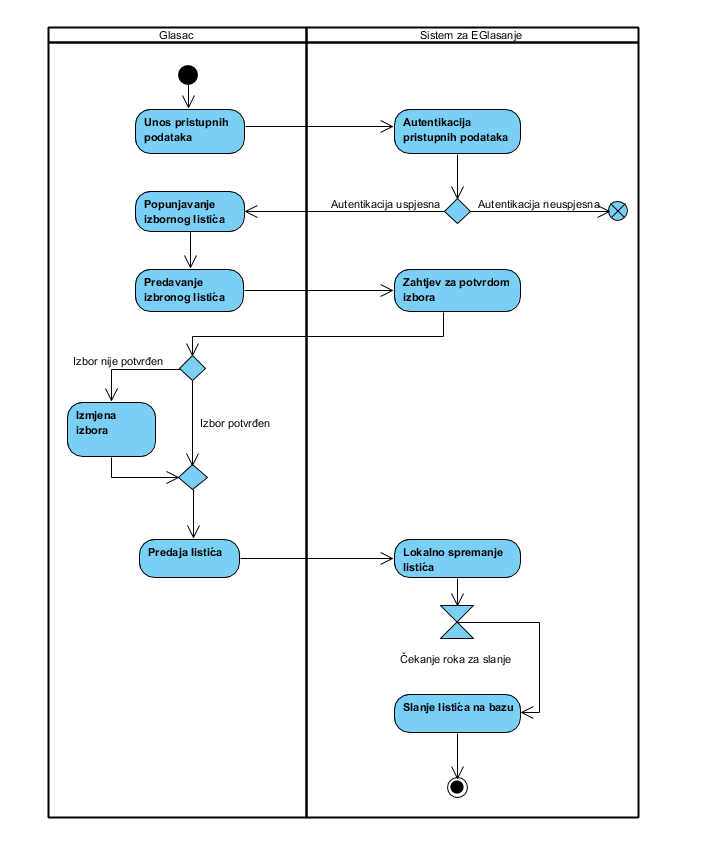 Glasac
Sistem za EGlasanje
Unos pristupnih
podataka
Autentikacija
pristupnih podataka
Autentikacija uspjesna
Autentikacija neuspjesna
Popunjavanje
izbornog listića
Predavanje
izbronog listića
Zahtjev za potvrdom
izbora
Izbor nije potvrđen
Izmjena
izbora
Izbor potvrđen
Predaja listića
Lokalno spremanje
listića
Čekanje roka za slanje
Slanje listića na bazu